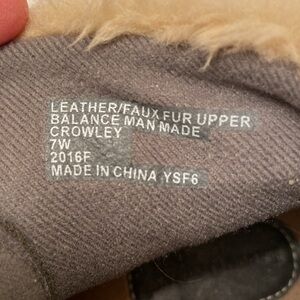 LEATHER/FAUX FUR UPPER
BALANCE MAN MADE
CROWLEY
7W
2016F
MADE IN CHINA YSF6